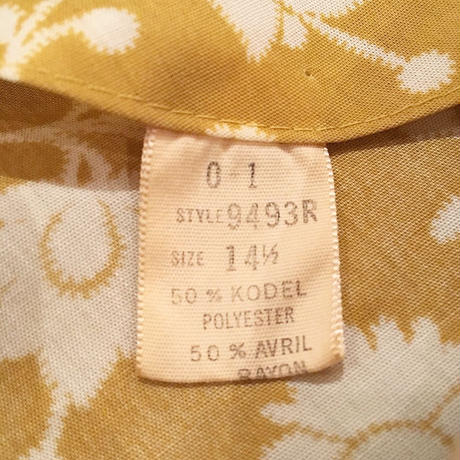 0-1
STYLE 9493R
SIZE 14½
50% KODEL
POLYESTER
50% AVRIL
RAYON